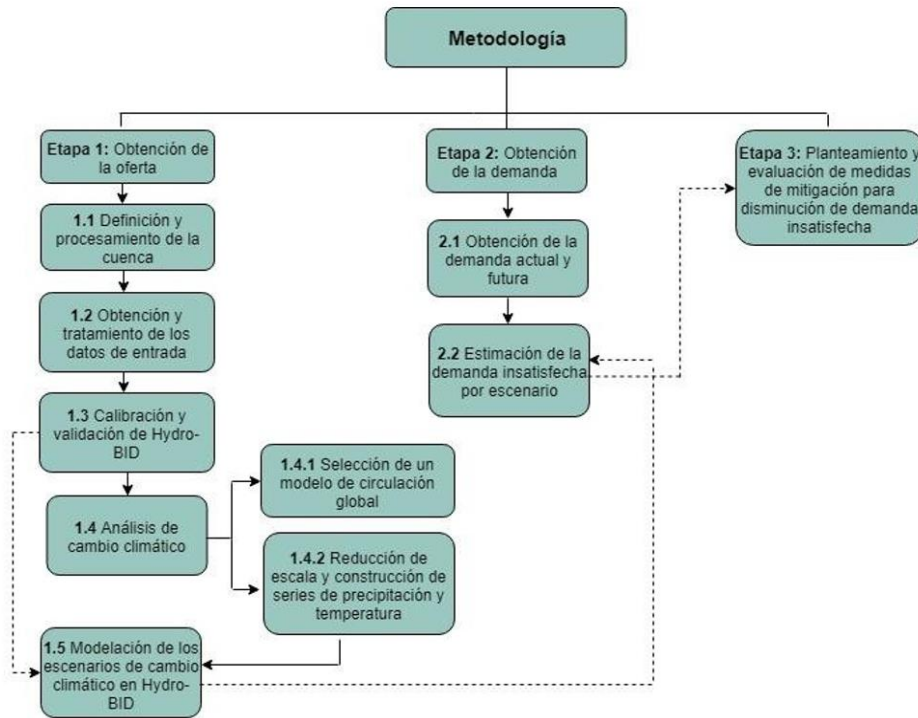 Metodología
Etapa 1: Obtención de
la oferta
1.1 Definición y
procesamiento de la
cuenca
1.2 Obtención y
tratamiento de los
datos de entrada
1.3 Calibración y
validación de Hydro-
BID
1.4 Análisis de
cambio climático
1.4.1 Selección de un
modelo de circulación
global
1.4.2 Reducción de
escala y construcción de
series de precipitación y
temperatura
1.5 Modelación de los
escenarios de cambio
climático en Hydro-
BID
Etapa 2: Obtención
de la demanda
2.1 Obtención de la
demanda actual y
futura
2.2 Estimación de la
demanda insatisfecha
por escenario
Etapa 3: Planteamiento y
evaluación de medidas
de mitigación para
disminución de demanda
insatisfecha